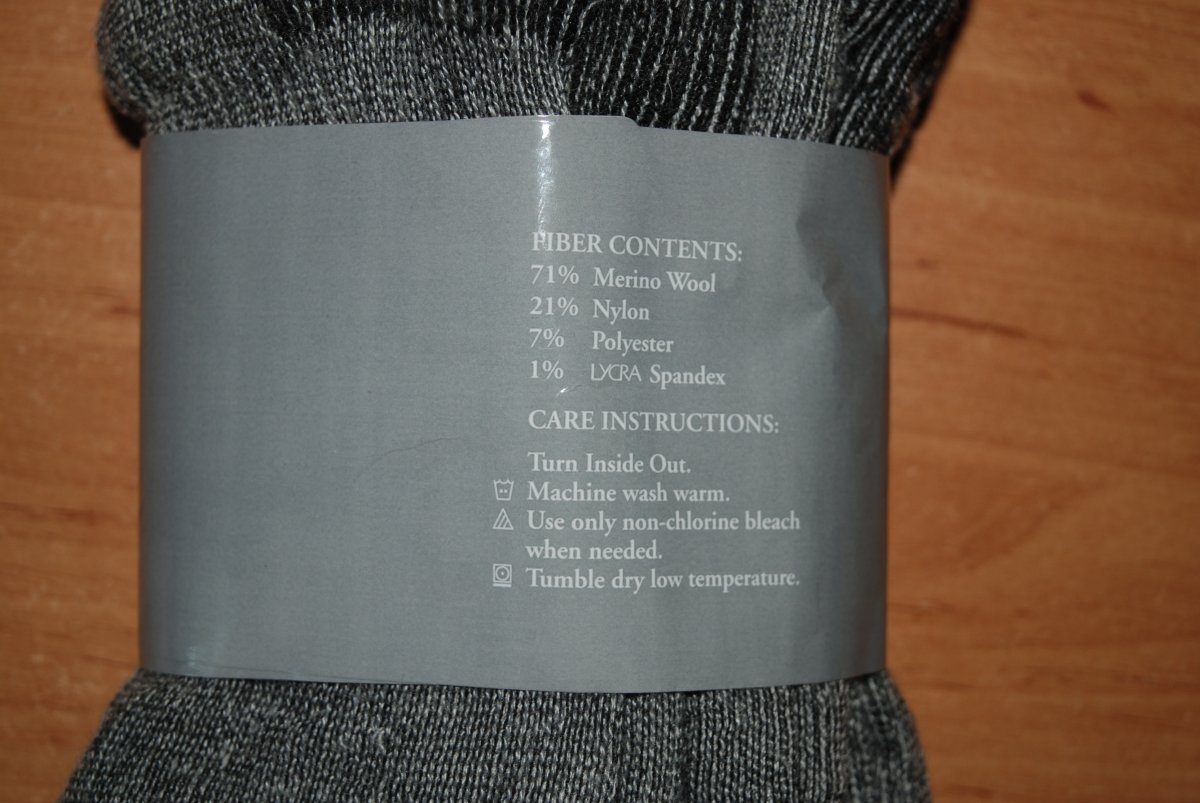 FIBER CONTENTS:
71% Merino Wool
21% Nylon
7% Polyester
1% LYCRA Spandex
CARE INSTRUCTIONS:
Turn Inside Out.
Machine wash warm.
Use only non-chlorine bleach
when needed.
Tumble dry low temperature.